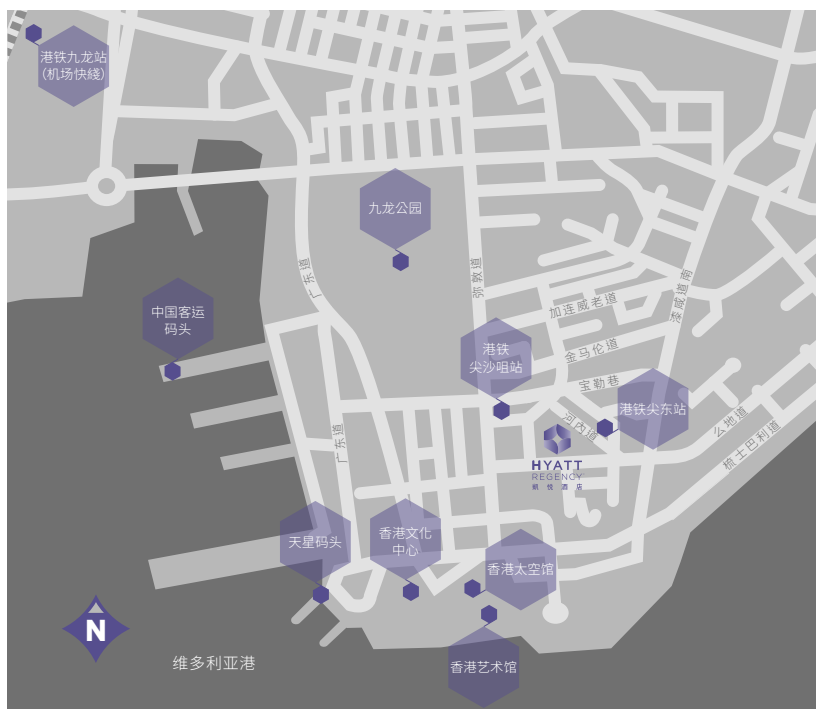 港铁九龙站
(机场快綫)
九龙公园
广东道
弥敦道
漆咸道南
中国客运
码头
加连威老道
港铁
尖沙咀站
金马伦道
宝勒巷
港铁尖东站
河内道
么地道
梳士巴利道
广东道
HYATT
REGENCY
凯悦酒店
天星码头
香港文化
中心
香港太空馆
N
维多利亚港
香港艺术馆